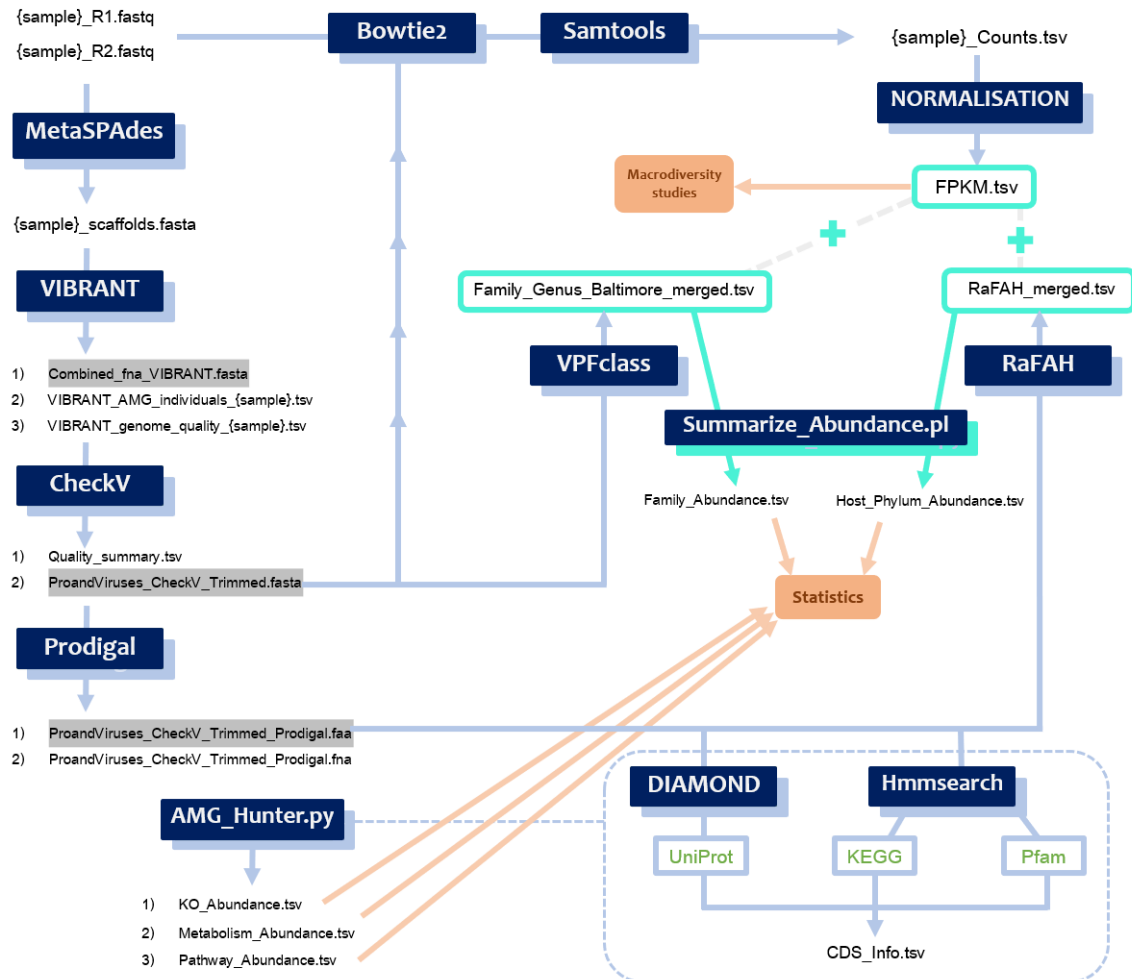 {sample}_R1.fastq
{sample}_R2.fastq
Bowtie2
Samtools
{sample}_Counts.tsv
NORMALISATION
MetaSPAdes
Macrodiversity
studies
FPKM.tsv
{sample}_scaffolds.fasta
VIBRANT
Family_Genus_Baltimore_merged.tsv
RaFAH_merged.tsv
VPFclass
RaFAH
1) Combined_fna_VIBRANT.fasta
2) VIBRANT_AMG_individuals_{sample}.tsv
3) VIBRANT_genome_quality_{sample}.tsv
Summarize_Abundance.pl
CheckV
Family_Abundance.tsv
Host_Phylum_Abundance.tsv
1) Quality_summary.tsv
2) ProandViruses_CheckV_Trimmed.fasta
Statistics
Prodigal
1) ProandViruses_CheckV_Trimmed_Prodigal.faa
2) ProandViruses_CheckV_Trimmed_Prodigal.fna
DIAMOND
Hmmsearch
AMG_Hunter.py
UniProt
KEGG
Pfam
1) KO_Abundance.tsv
2) Metabolism_Abundance.tsv
3) Pathway_Abundance.tsv
CDS_Info.tsv